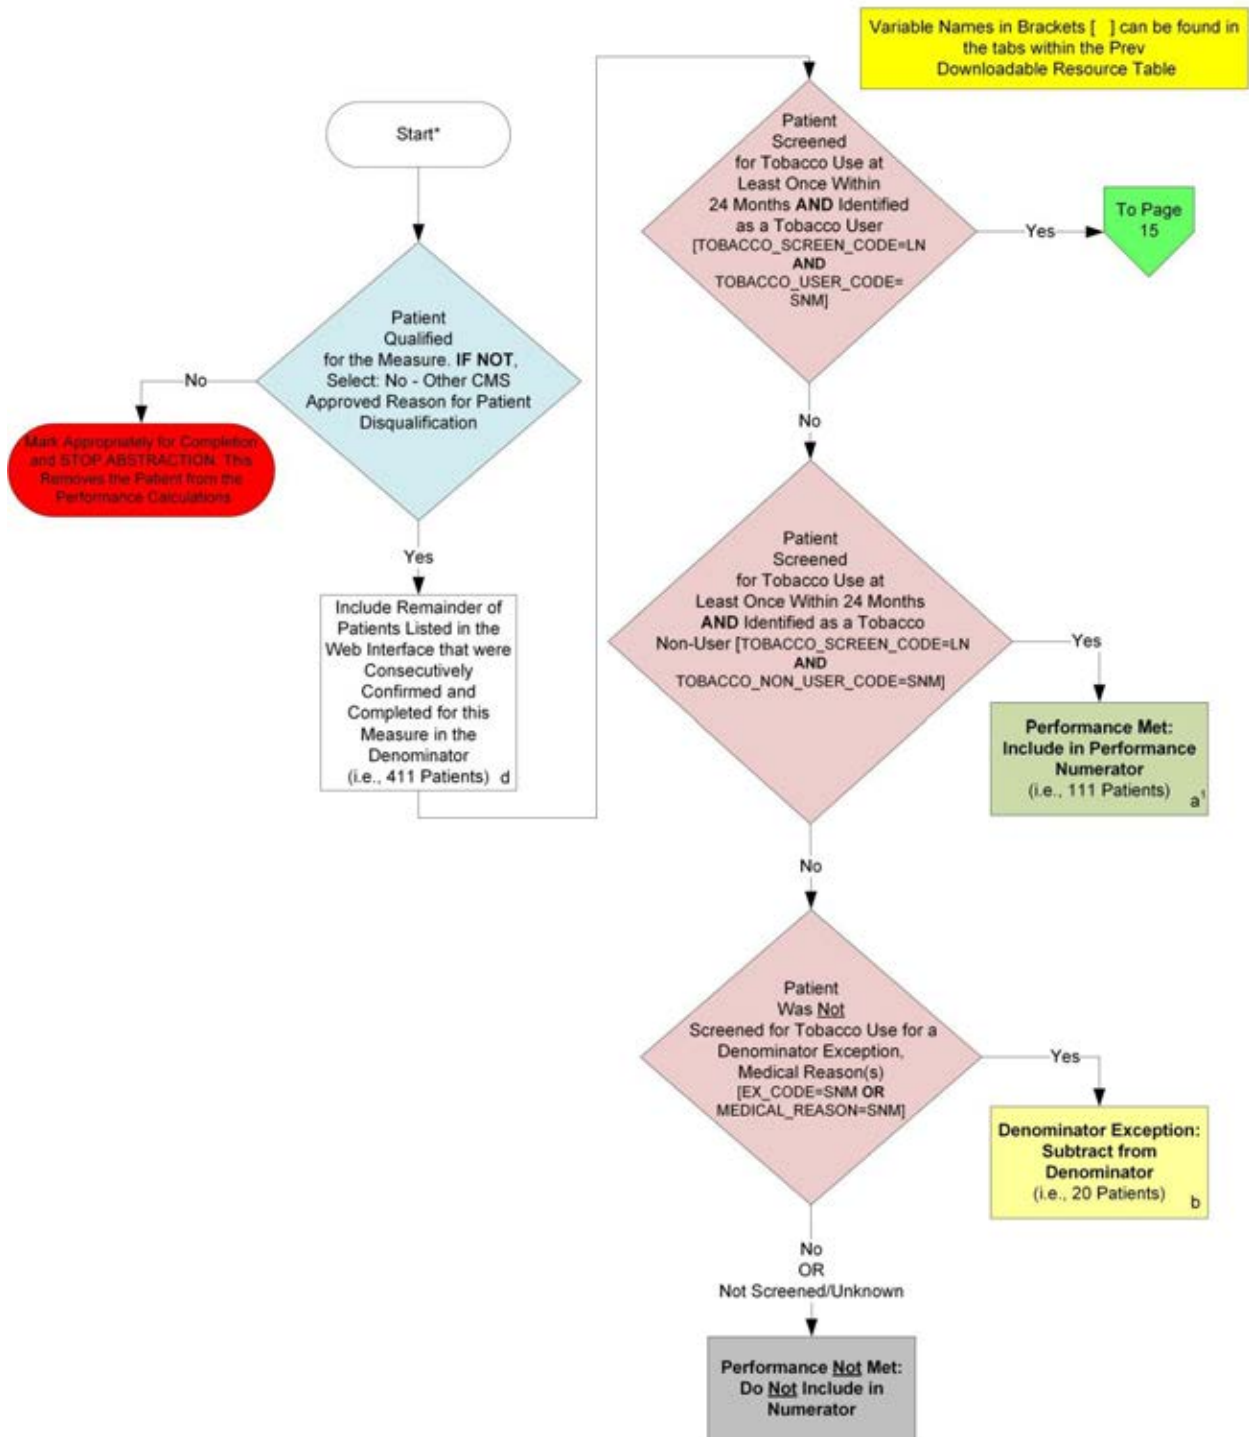 Variable Names in Brackets [ ] can be found in
the tabs within the Prev
Downloadable Resource Table
Start*
Patient
Qualified
for the Measure. IF NOT,
Select: No - Other CMS
Approved Reason for Patient
Disqualification
No
Mark Appropriately for Completion
and STOP ABSTRACTION. This
Removes the Patient from the
Performance Calculations
Yes
Include Remainder of
Patients Listed in the
Web Interface that were
Consecutively
Confirmed and
Completed for this
Measure in the
Denominator
(i.e., 411 Patients) d
Patient
Screened
for Tobacco Use at
Least Once Within
24 Months AND Identified
as a Tobacco User
[TOBACCO_SCREEN_CODE=LN
AND
TOBACCO_USER_CODE=
SNM]
Yes
To Page
15
No
Patient
Screened
for Tobacco Use at
Least Once Within 24 Months
AND Identified as a Tobacco
Non-User [TOBACCO_SCREEN_CODE=LN
AND
TOBACCO_NON_USER_CODE=SNM]
Yes
Performance Met:
Include in Performance
Numerator
(i.e., 111 Patients)
a¹
No
Patient
Was Not
Screened for Tobacco Use for a
Denominator Exception,
Medical Reason(s)
[EX_CODE=SNM OR
MEDICAL_REASON=SNM]
Yes
Denominator Exception:
Subtract from
Denominator
(i.e., 20 Patients)
b
No
OR
Not Screened/Unknown
Performance Not Met:
Do Not Include in
Numerator